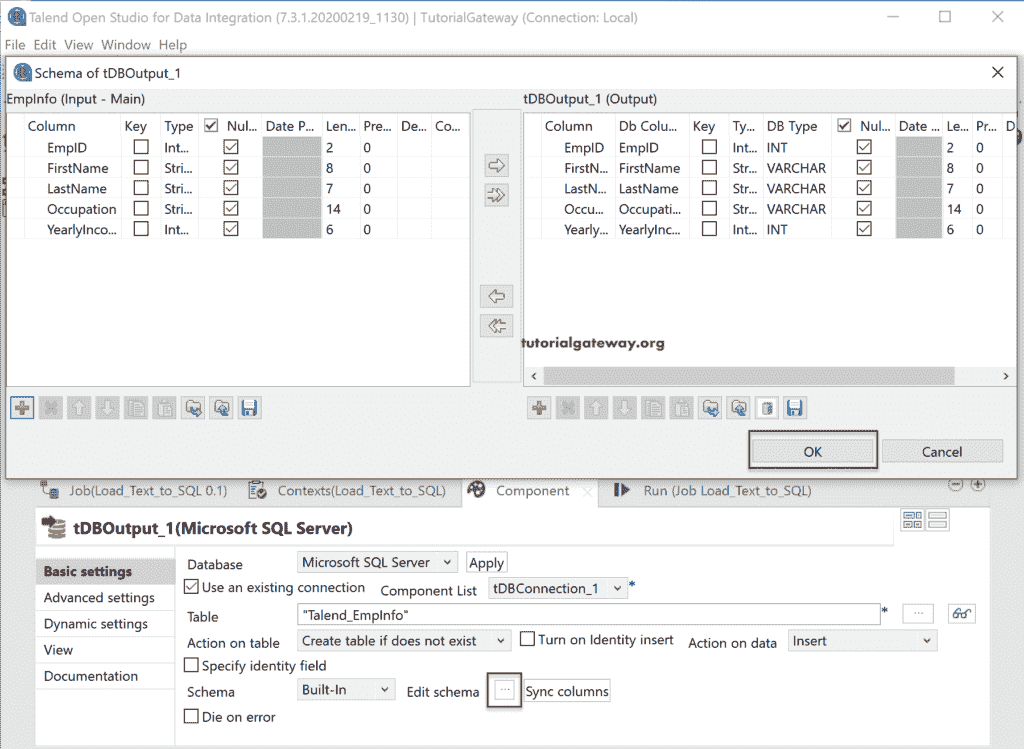 Talend Open Studio for Data Integration (7.3.1.20200219_1130) | TutorialGateway (Connection: Local)
File Edit View Window Help
Schema of tDBOutput_1
EmpInfo (Input - Main)
Column Key Type Nul... Date P... Len... Pre... De... Co...
EmpID Int... 2 0
FirstName Stri... 8 0
LastName Stri... 7 0
Occupation Stri... 14 0
YearlyInco... Int... 6 0
tDBOutput_1 (Output)
Column Db Colu... Key Ty... DB Type Nul... Date ... Le... Pr... D
EmpID EmpID Int... INT 2 0
FirstN... FirstName Str... VARCHAR 8 0
LastN... LastName Str... VARCHAR 7 0
Occu... Occupati... Str... VARCHAR 14 0
Yearly... YearlyInc... Int... INT 6 0
tutorialgateway.org
OK Cancel
Job(Load_Text_to_SQL 0.1) Contexts(Load_Text_to_SQL) Component Run (Job Load_Text_to_SQL)
tDBOutput_1(Microsoft SQL Server)
Basic settings
Advanced settings
Dynamic settings
View
Documentation
Database Microsoft SQL Server Apply
Use an existing connection Component List tDBConnection_1 *
Table "Talend_EmpInfo" * ...
Action on table Create table if does not exist Turn on Identity insert Action on data Insert
Specify identity field
Schema Built-In Edit schema ... Sync columns
Die on error